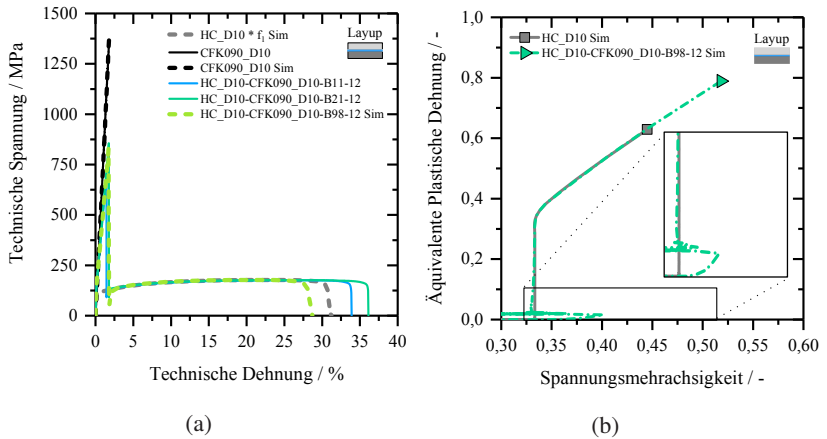 1500
1250
1000
750
500
250
0
0
5
10
15
20
25
30
35
40
Technische Spannung / MPa
Technische Dehnung / %
HC_D10 * f₁ Sim
CFK090_D10
CFK090_D10 Sim
HC_D10-CFK090_D10-B11-12
HC_D10-CFK090_D10-B21-12
HC_D10-CFK090_D10-B98-12 Sim
Layup
(a)
1,0
0,8
0,6
0,4
0,2
0,0
0,30
0,35
0,40
0,45
0,50
0,55
0,60
Äquivalente Plastische Dehnung / -
Spannungsmehrachsigkeit / -
HC_D10 Sim
HC_D10-CFK090_D10-B98-12 Sim
Layup
(b)